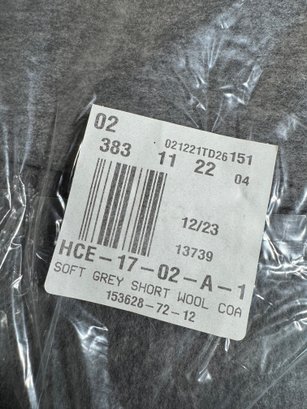 02 021221TD26151
383 11 22 04
12/23
13739
HCE-17-02-A-1
SOFT GREY SHORT WOOL COA
153628-72-12